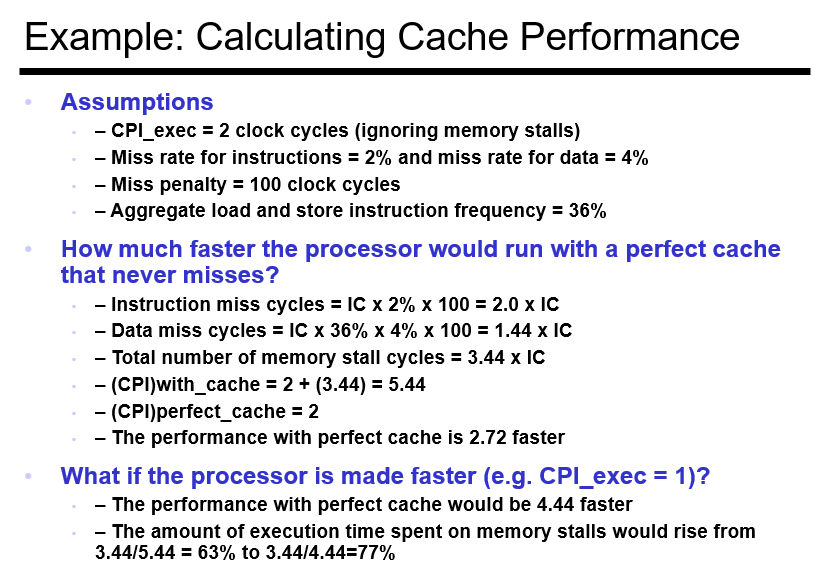 Example: Calculating Cache Performance
• Assumptions
• – CPI_exec = 2 clock cycles (ignoring memory stalls)
• – Miss rate for instructions = 2% and miss rate for data = 4%
• – Miss penalty = 100 clock cycles
• – Aggregate load and store instruction frequency = 36%
• How much faster the processor would run with a perfect cache
that never misses?
• – Instruction miss cycles = IC x 2% x 100 = 2.0 x IC
• – Data miss cycles = IC x 36% x 4% x 100 = 1.44 x IC
• – Total number of memory stall cycles = 3.44 x IC
• – (CPI)with_cache = 2 + (3.44) = 5.44
• – (CPI)perfect_cache = 2
• – The performance with perfect cache is 2.72 faster
• What if the processor is made faster (e.g. CPI_exec = 1)?
• – The performance with perfect cache would be 4.44 faster
• – The amount of execution time spent on memory stalls would rise from
3.44/5.44 = 63% to 3.44/4.44=77%